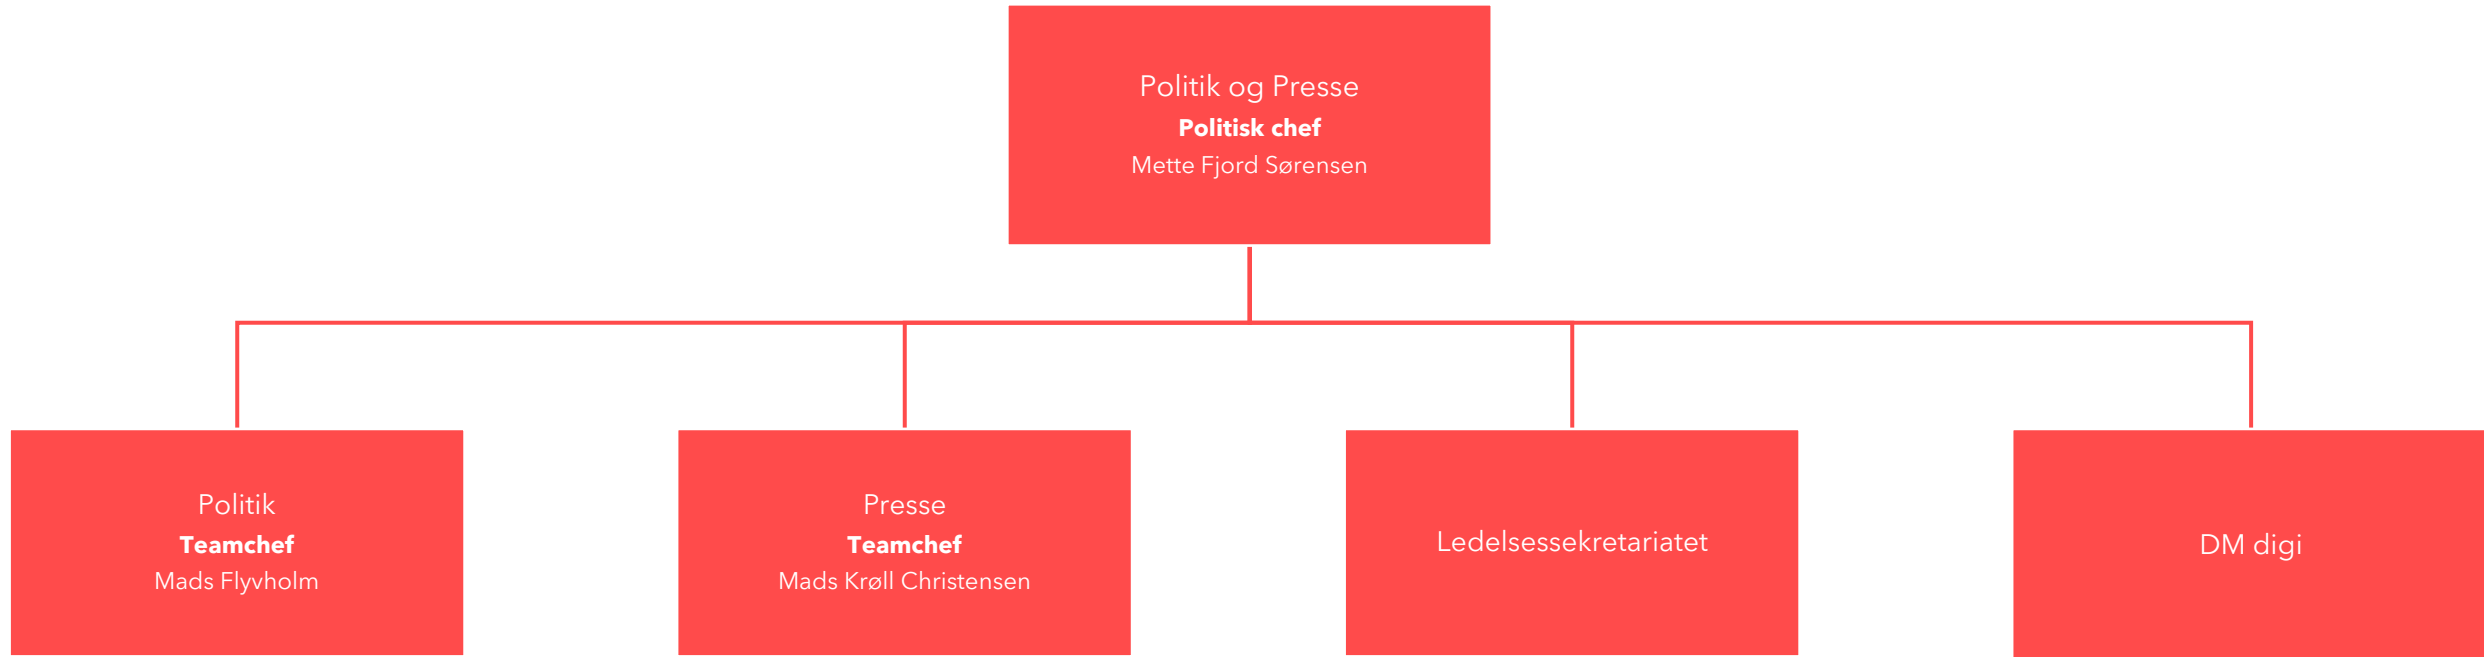 Politik og Presse
Politisk chef
Mette Fjord Sørensen
Politik
Teamchef
Mads Flyvholm
Presse
Teamchef
Mads Krøll Christensen
Ledelsessekretariatet
DM digi